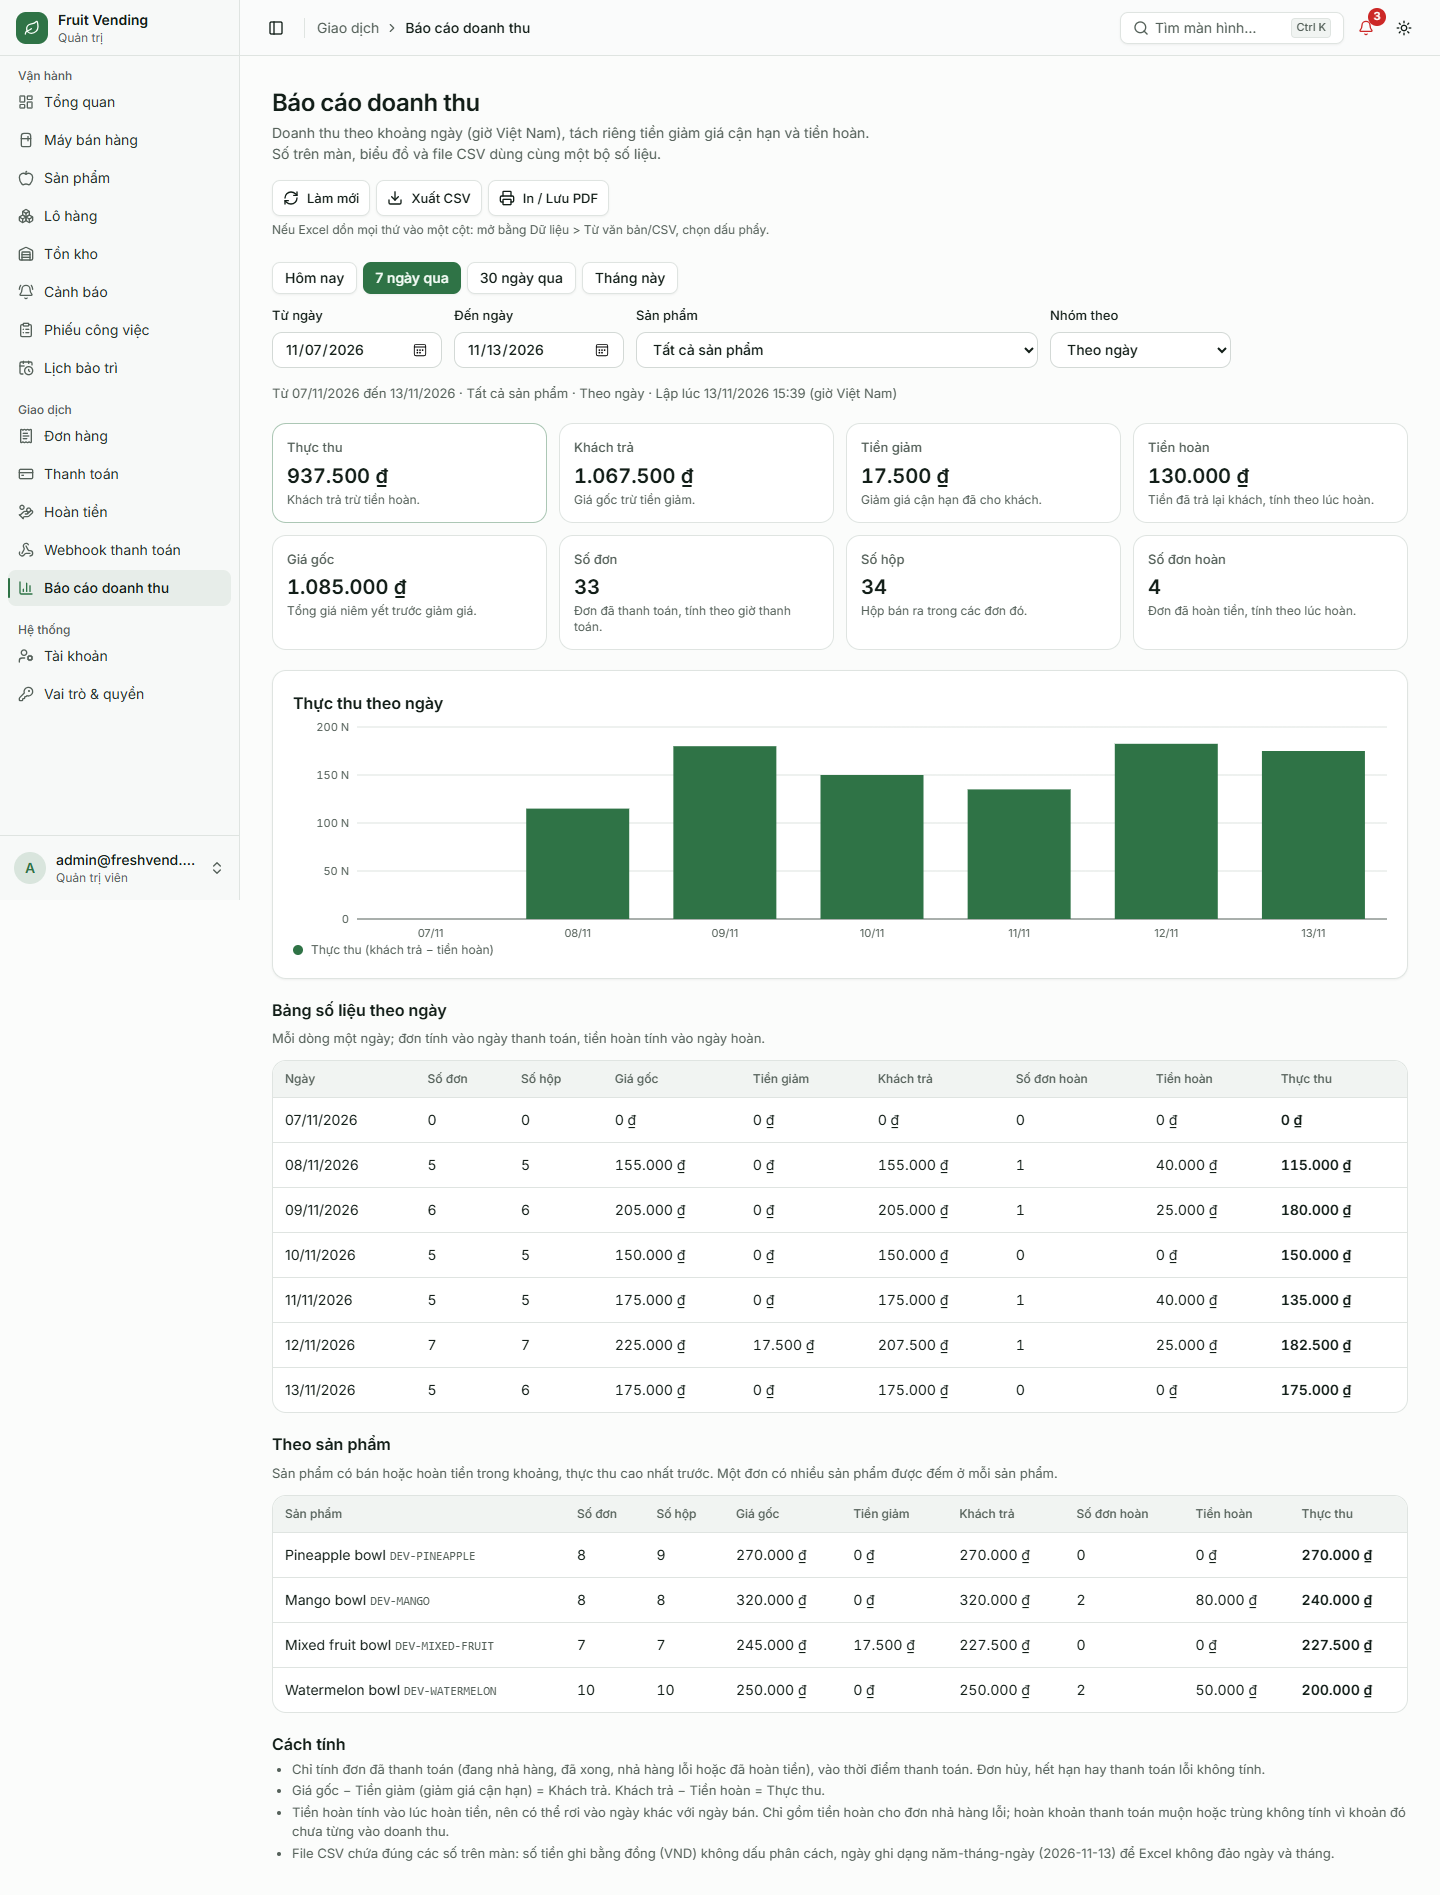 Fruit Vending
Quản trị
Vận hành
Tổng quan
Máy bán hàng
Sản phẩm
Lô hàng
Tồn kho
Cảnh báo
Phiếu công việc
Lịch bảo trì
Giao dịch
Đơn hàng
Thanh toán
Hoàn tiền
Webhook thanh toán
Báo cáo doanh thu
Hệ thống
Tài khoản
Vai trò & quyền
A admin@freshvend....
Quản trị viên
Giao dịch > Báo cáo doanh thu
Tìm màn hình... Ctrl K 3
Báo cáo doanh thu
Doanh thu theo khoảng ngày (giờ Việt Nam), tách riêng tiền giảm giá cận hạn và tiền hoàn.
Số trên màn, biểu đồ và file CSV dùng cùng một bộ số liệu.
Làm mới Xuất CSV In / Lưu PDF
Nếu Excel dồn mọi thứ vào một cột: mở bằng Dữ liệu > Từ văn bản/CSV, chọn dấu phẩy.
Hôm nay 7 ngày qua 30 ngày qua Tháng này
Từ ngày Đến ngày Sản phẩm Nhóm theo
11/07/2026 11/13/2026 Tất cả sản phẩm Theo ngày
Từ 07/11/2026 đến 13/11/2026 · Tất cả sản phẩm · Theo ngày · Lập lúc 13/11/2026 15:39 (giờ Việt Nam)
Thực thu
937.500 ₫
Khách trả trừ tiền hoàn.
Khách trả
1.067.500 ₫
Giá gốc trừ tiền giảm.
Tiền giảm
17.500 ₫
Giảm giá cận hạn đã cho khách.
Tiền hoàn
130.000 ₫
Tiền đã trả lại khách, tính theo lúc hoàn.
Giá gốc
1.085.000 ₫
Tổng giá niêm yết trước giảm giá.
Số đơn
33
Đơn đã thanh toán, tính theo giờ thanh
toán.
Số hộp
34
Hộp bán ra trong các đơn đó.
Số đơn hoàn
4
Đơn đã hoàn tiền, tính theo lúc hoàn.
Thực thu theo ngày
200 N
150 N
100 N
50 N
0
07/11 08/11 09/11 10/11 11/11 12/11 13/11
Thực thu (khách trả − tiền hoàn)
Bảng số liệu theo ngày
Mỗi dòng một ngày; đơn tính vào ngày thanh toán, tiền hoàn tính vào ngày hoàn.
Ngày Số đơn Số hộp Giá gốc Tiền giảm Khách trả Số đơn hoàn Tiền hoàn Thực thu
07/11/2026 0 0 0 ₫ 0 ₫ 0 ₫ 0 0 ₫ 0 ₫
08/11/2026 5 5 155.000 ₫ 0 ₫ 155.000 ₫ 1 40.000 ₫ 115.000 ₫
09/11/2026 6 6 205.000 ₫ 0 ₫ 205.000 ₫ 1 25.000 ₫ 180.000 ₫
10/11/2026 5 5 150.000 ₫ 0 ₫ 150.000 ₫ 0 0 ₫ 150.000 ₫
11/11/2026 5 5 175.000 ₫ 0 ₫ 175.000 ₫ 1 40.000 ₫ 135.000 ₫
12/11/2026 7 7 225.000 ₫ 17.500 ₫ 207.500 ₫ 1 25.000 ₫ 182.500 ₫
13/11/2026 5 6 175.000 ₫ 0 ₫ 175.000 ₫ 0 0 ₫ 175.000 ₫
Theo sản phẩm
Sản phẩm có bán hoặc hoàn tiền trong khoảng, thực thu cao nhất trước. Một đơn có nhiều sản phẩm được đếm ở mỗi sản phẩm.
Sản phẩm Số đơn Số hộp Giá gốc Tiền giảm Khách trả Số đơn hoàn Tiền hoàn Thực thu
Pineapple bowl DEV-PINEAPPLE 8 9 270.000 ₫ 0 ₫ 270.000 ₫ 0 0 ₫ 270.000 ₫
Mango bowl DEV-MANGO 8 8 320.000 ₫ 0 ₫ 320.000 ₫ 2 80.000 ₫ 240.000 ₫
Mixed fruit bowl DEV-MIXED-FRUIT 7 7 245.000 ₫ 17.500 ₫ 227.500 ₫ 0 0 ₫ 227.500 ₫
Watermelon bowl DEV-WATERMELON 10 10 250.000 ₫ 0 ₫ 250.000 ₫ 2 50.000 ₫ 200.000 ₫
Cách tính
• Chỉ tính đơn đã thanh toán (đang nhả hàng, đã xong, nhả hàng lỗi hoặc đã hoàn tiền), vào thời điểm thanh toán. Đơn hủy, hết hạn hay thanh toán lỗi không tính.
• Giá gốc − Tiền giảm (giảm giá cận hạn) = Khách trả. Khách trả − Tiền hoàn = Thực thu.
• Tiền hoàn tính vào lúc hoàn tiền, nên có thể rơi vào ngày khác với ngày bán. Chỉ gồm tiền hoàn cho đơn nhả hàng lỗi; hoàn khoản thanh toán muộn hoặc trùng không tính vì khoản đó
chưa từng vào doanh thu.
• File CSV chứa đúng các số trên màn: số tiền ghi bằng đồng (VND) không dấu phân cách, ngày ghi dạng năm-tháng-ngày (2026-11-13) để Excel không đảo ngày và tháng.